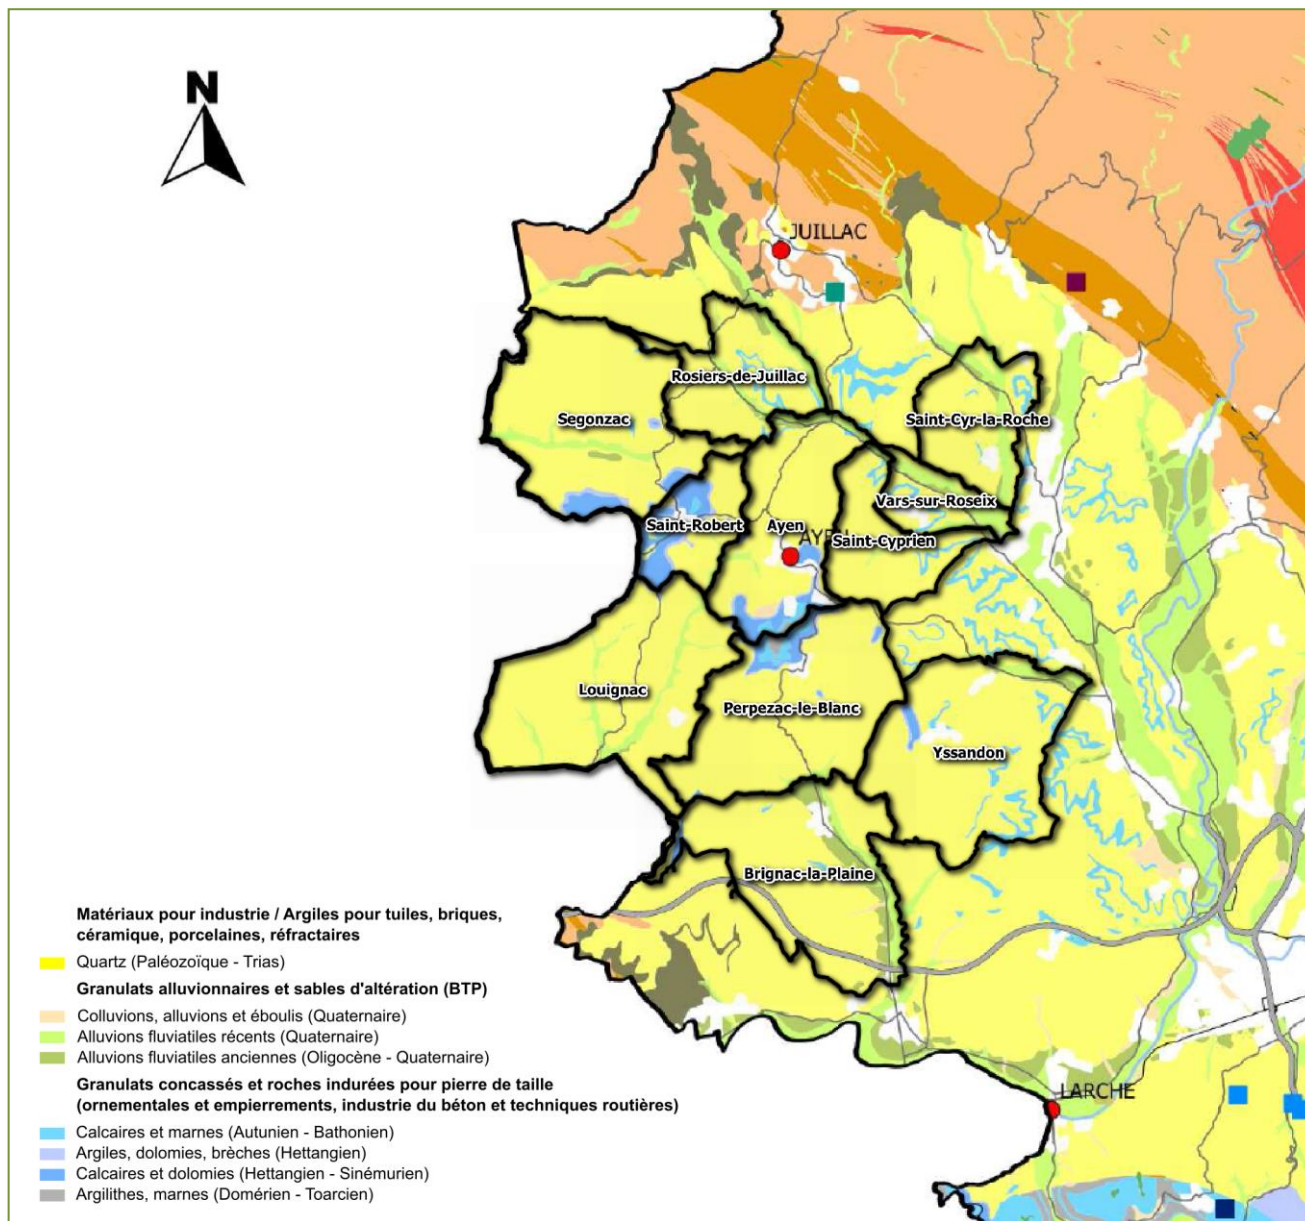 N
JUILLAC
Rosiers-de-Juillac
Segonzac
Saint-Cyr-la-Roche
Vars-sur-Roseix
Saint-Robert
Ayen
AYEN
Saint-Cyprien
Louignac
Perpezac-le-Blanc
Yssandon
Brignac-la-Plaine
LARCHE
Matériaux pour industrie / Argiles pour tuiles, briques,
céramique, porcelaines, réfractaires
Quartz (Paléozoïque - Trias)
Granulats alluvionnaires et sables d'altération (BTP)
Colluvions, alluvions et éboulis (Quaternaire)
Alluvions fluviatiles récents (Quaternaire)
Alluvions fluviatiles anciennes (Oligocène - Quaternaire)
Granulats concassés et roches indurées pour pierre de taille
(ornementales et empierrements, industrie du béton et techniques routières)
Calcaires et marnes (Autunien - Bathonien)
Argiles, dolomies, brèches (Hettangien)
Calcaires et dolomies (Hettangien - Sinémurien)
Argilithes, marnes (Domérien - Toarcien)